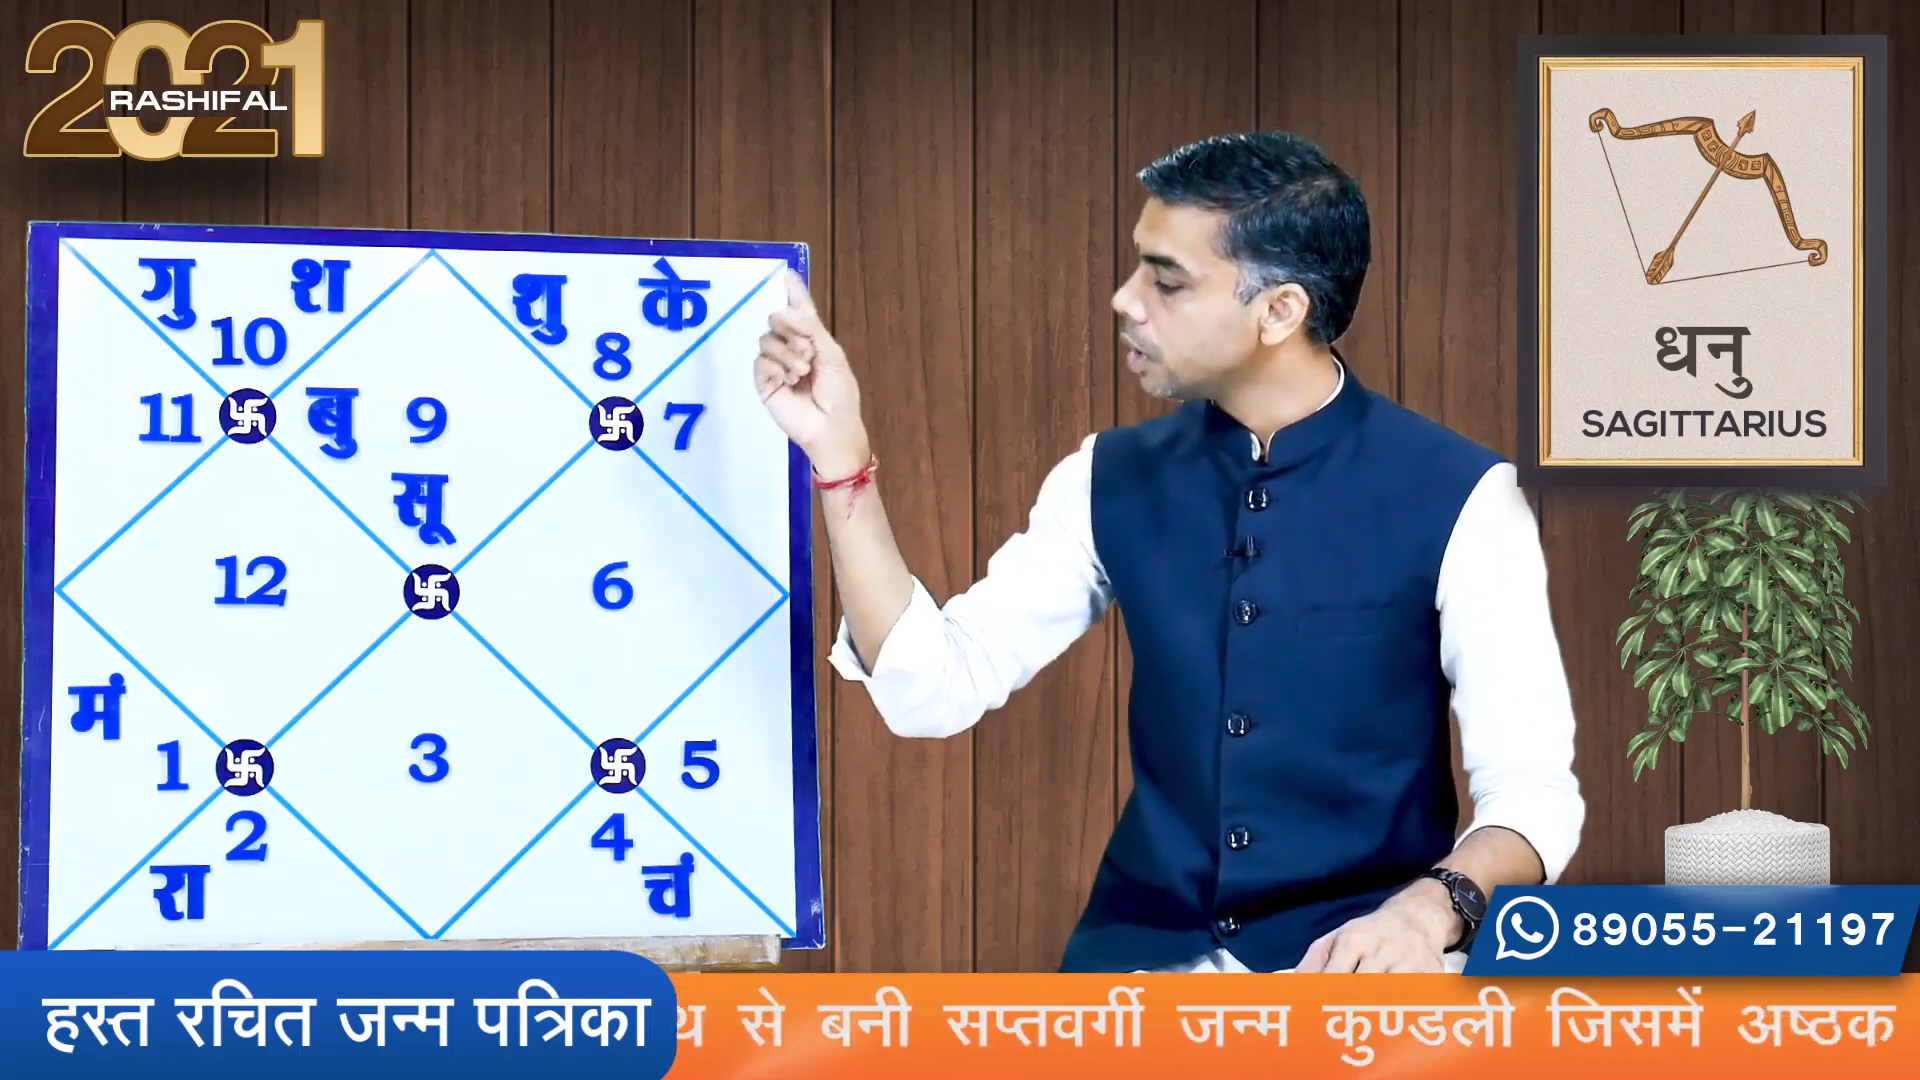 2021
RASHIFAL
गु श
शु के
10
8
11
बु
9
7
सू
12
6
मं
1
3
5
2
4
रा
चं
धनु
SAGITTARIUS
89055-21197
हस्त रचित जन्म पत्रिका
से बनी सप्तवर्गी जन्म कुण्डली जिसमें अष्ठक